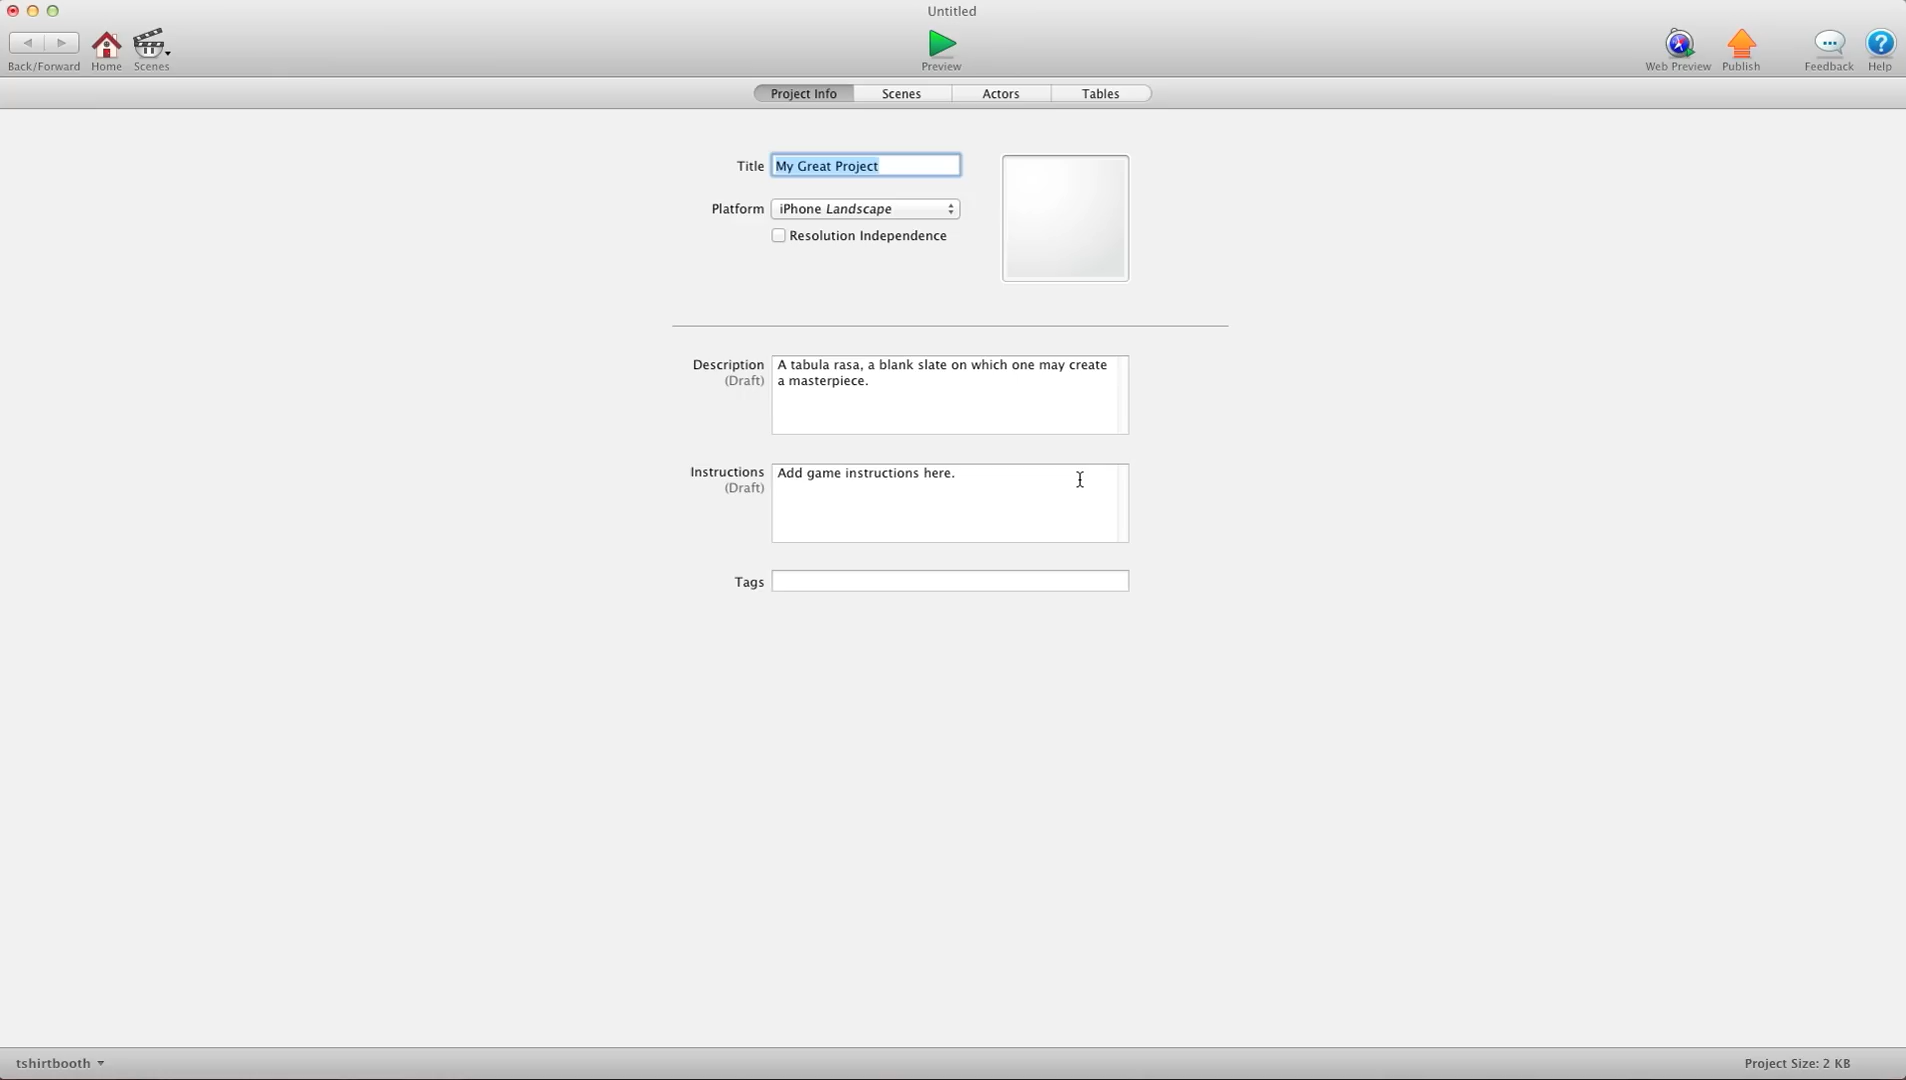 Untitled
Back/Forward
Home
Scenes
Preview
Web Preview
Publish
Feedback
Help
Project Info
Scenes
Actors
Tables
Title
My Great Project
Platform
iPhone Landscape
Resolution Independence
Description
(Draft)
A tabula rasa, a blank slate on which one may create
a masterpiece.
Instructions
(Draft)
Add game instructions here.
Tags
tshirtbooth
Project Size: 2 KB